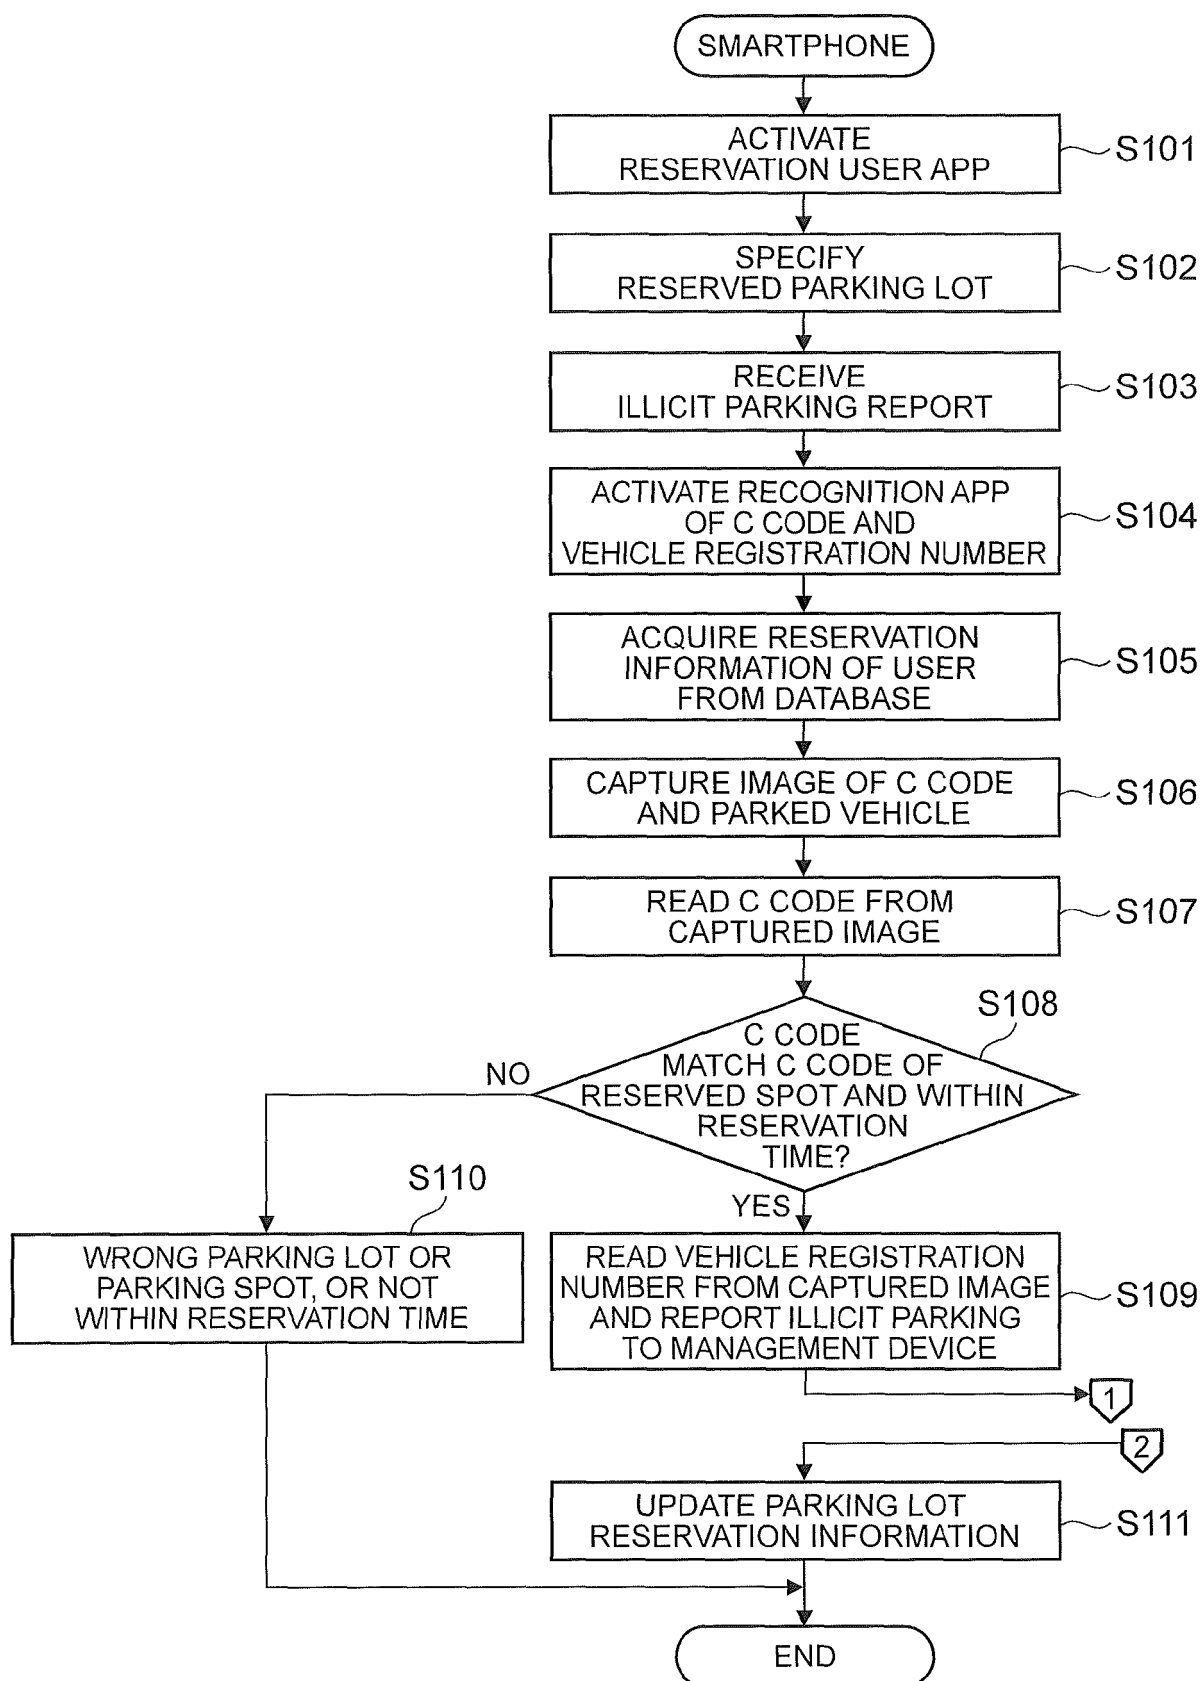 SMARTPHONE
ACTIVATE
RESERVATION USER APP
S101
SPECIFY
RESERVED PARKING LOT
S102
RECEIVE
ILLICIT PARKING REPORT
S103
ACTIVATE RECOGNITION APP
OF C CODE AND
VEHICLE REGISTRATION NUMBER
S104
ACQUIRE RESERVATION
INFORMATION OF USER
FROM DATABASE
S105
CAPTURE IMAGE OF C CODE
AND PARKED VEHICLE
S106
READ C CODE FROM
CAPTURED IMAGE
S107
S108
C CODE
MATCH C CODE OF
RESERVED SPOT AND WITHIN
RESERVATION
TIME?
NO
YES
S110
WRONG PARKING LOT OR
PARKING SPOT, OR NOT
WITHIN RESERVATION TIME
READ VEHICLE REGISTRATION
NUMBER FROM CAPTURED IMAGE
AND REPORT ILLICIT PARKING
TO MANAGEMENT DEVICE
S109
1
2
UPDATE PARKING LOT
RESERVATION INFORMATION
S111
END